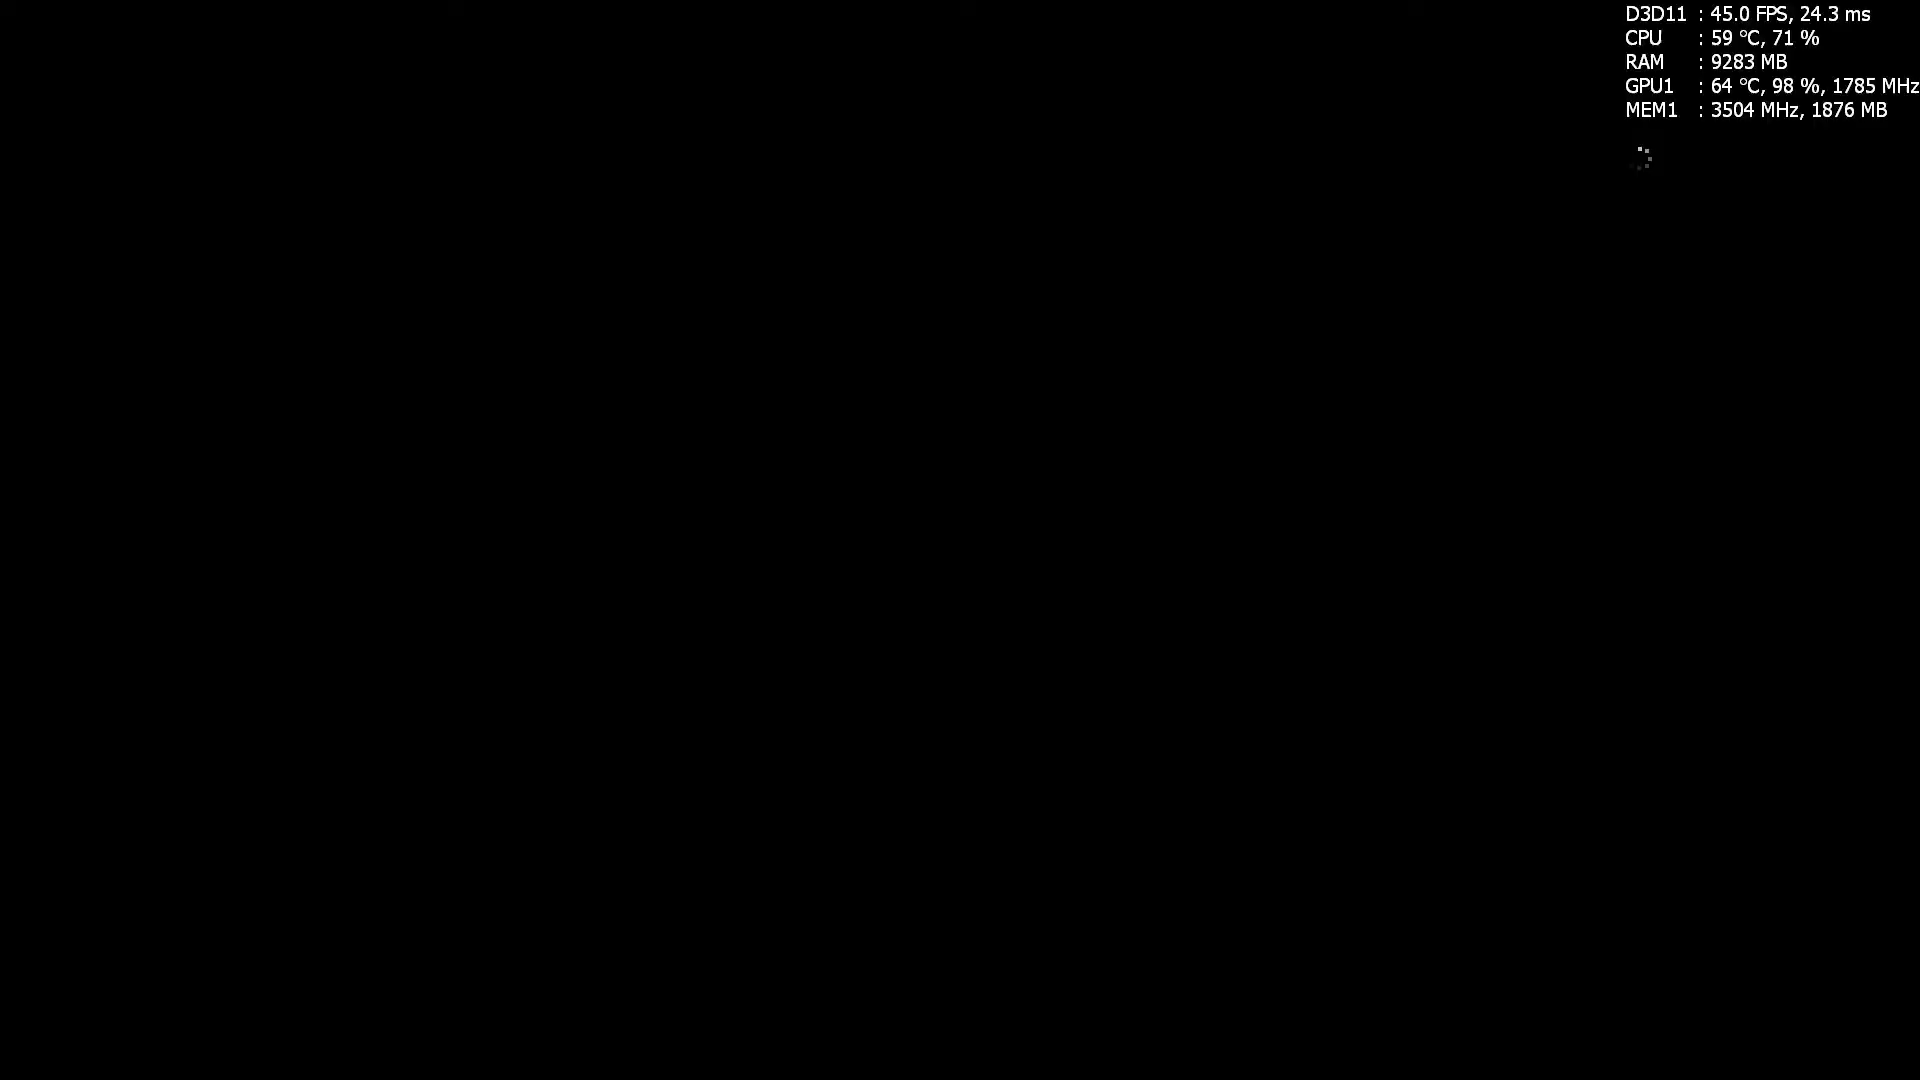 D3D11 : 45.0 FPS, 24.3 ms
CPU : 59 °C, 71 %
RAM : 9283 MB
GPU1 : 64 °C, 98 %, 1785 MHz
MEM1 : 3504 MHz, 1876 MB